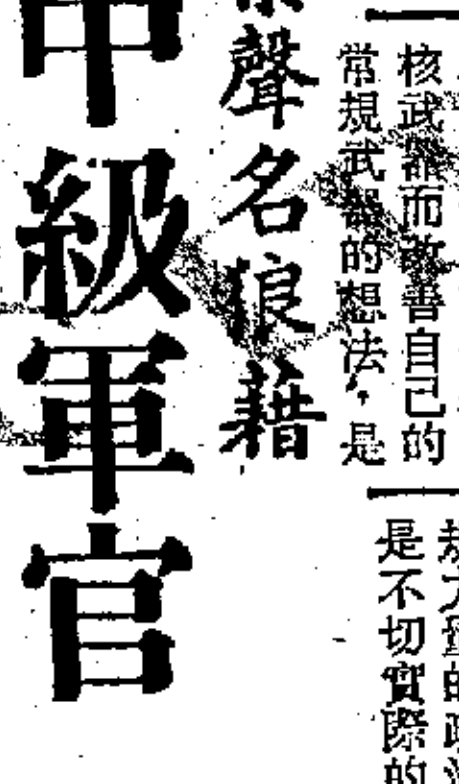 核武器而改善自己的
常規武器的想法,是
是不切實際的
聲名狼藉
甲級軍官